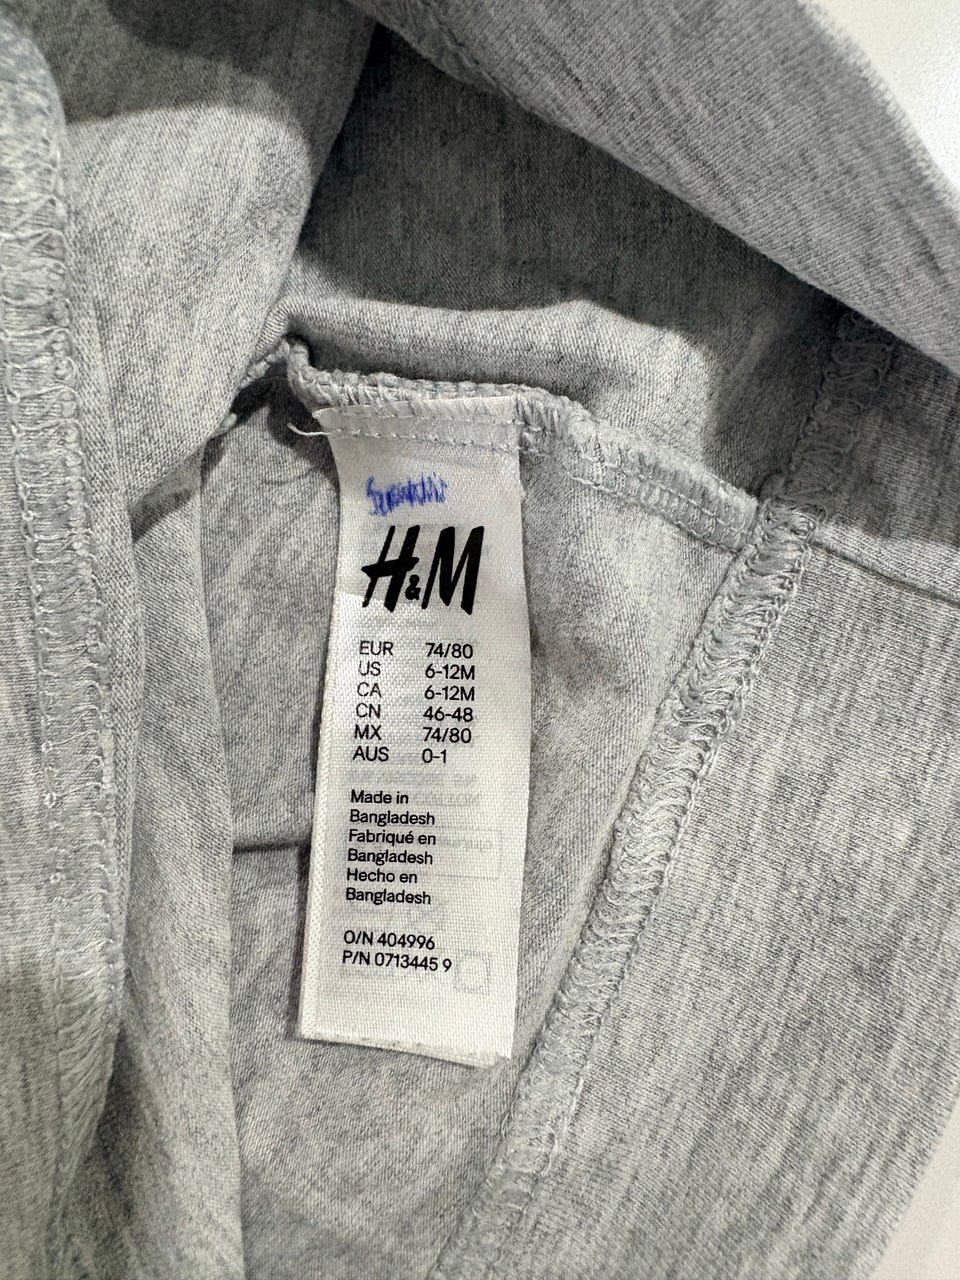 H&M
EUR 74/80
US 6-12M
CA 6-12M
CN 46-48
MX 74/80
AUS 0-1
Made in
Bangladesh
Fabriqué en
Bangladesh
Hecho en
Bangladesh
O/N 404996
P/N 0713445 9